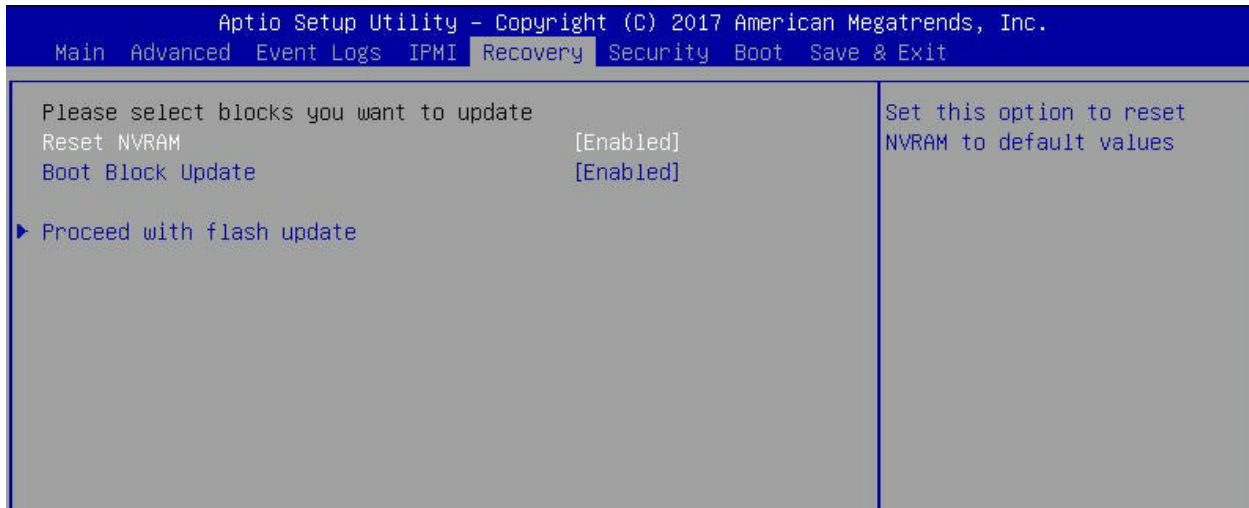 Aptio Setup Utility – Copyright (C) 2017 American Megatrends, Inc.
Main Advanced Event Logs IPMI Recovery Security Boot Save & Exit
Please select blocks you want to update
Reset NVRAM [Enabled]
Boot Block Update [Enabled]
Proceed with flash update
Set this option to reset
NVRAM to default values